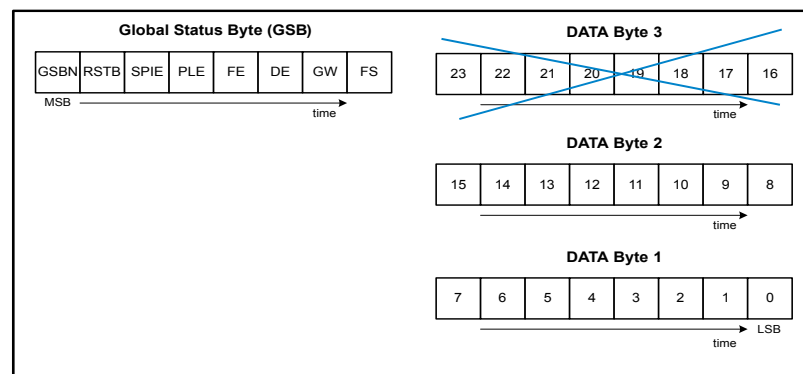 Global Status Byte (GSB)
GSBN RSTB SPIE PLE FE DE GW FS
MSB
time
DATA Byte 3
23 22 21 20 19 18 17 16
time
DATA Byte 2
15 14 13 12 11 10 9 8
time
DATA Byte 1
7 6 5 4 3 2 1 0
LSB
time